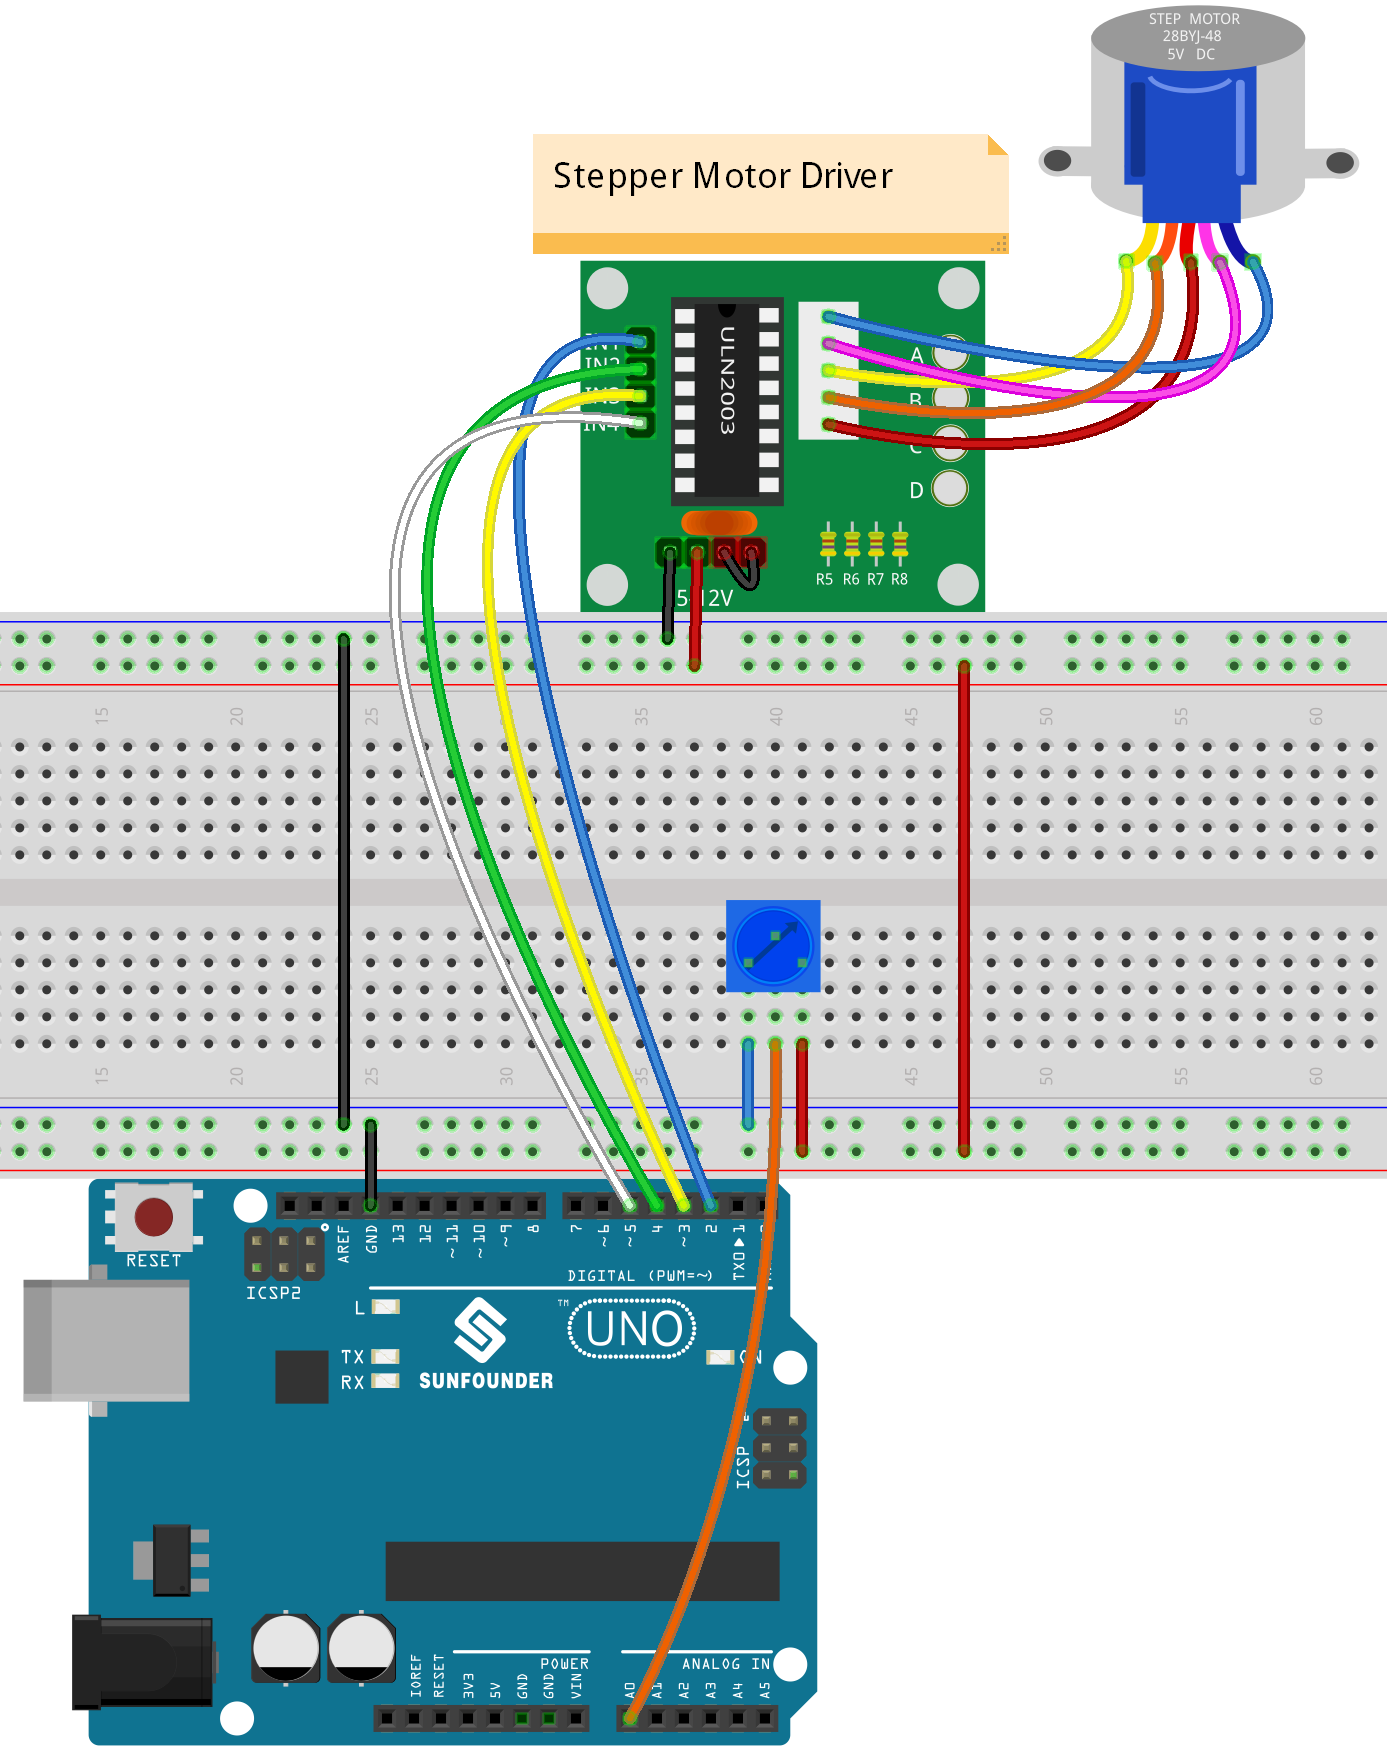 STEP MOTOR
28BYJ-48
5V DC
Stepper Motor Driver
IN1
IN2
IN3
IN4
ULN2003
A
B
C
D
R5 R6 R7 R8
5-12V
15 20 25 35 40 45 50 55 60
15 20 25 30 35 45 50 55 60
RESET
ICSP2
AREF
GND
13
12
~11
~10
~9
8
7
~6
~5
4
~3
2
TX0▶1
DIGITAL (PWM=~)
L
TX
RX
™
UNO
SUNFOUNDER
ON
ICSP
POWER
ANALOG IN
IOREF
RESET
3V3
5V
GND
GND
VIN
A0
A1
A2
A3
A4
A5